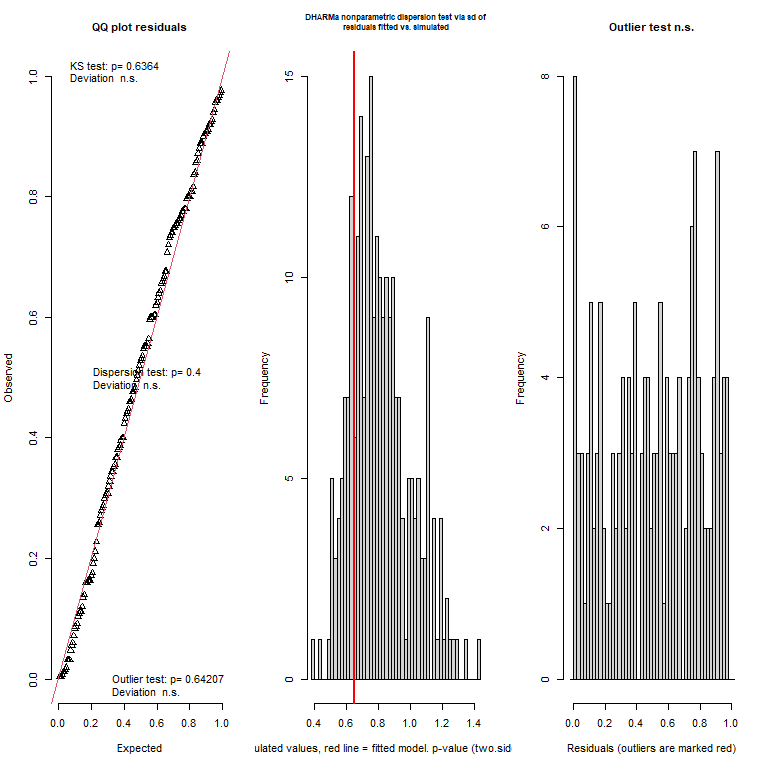 QQ plot residuals
KS test: p= 0.6364
Deviation n.s.
Dispersion test: p= 0.4
Deviation n.s.
Outlier test: p= 0.64207
Deviation n.s.
Observed
0.0 0.2 0.4 0.6 0.8 1.0
0.0 0.2 0.4 0.6 0.8 1.0
Expected
DHARMa nonparametric dispersion test via sd of
residuals fitted vs. simulated
Frequency
0 5 10 15
0.4 0.6 0.8 1.0 1.2 1.4
ulated values, red line = fitted model. p-value (two.sid
Outlier test n.s.
Frequency
0 2 4 6 8
0.0 0.2 0.4 0.6 0.8 1.0
Residuals (outliers are marked red)